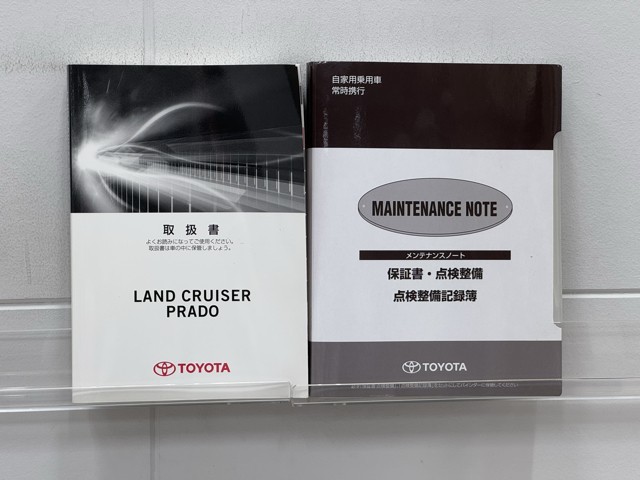 取扱書
よくお読みになってご使用ください。
取扱書は車の中に保管しましょう。
LAND CRUISER
PRADO
TOYOTA
自家用乗用車
常時携行
MAINTENANCE NOTE
メンテナンスノート
保証書・点検整備
点検整備記録簿
TOYOTA